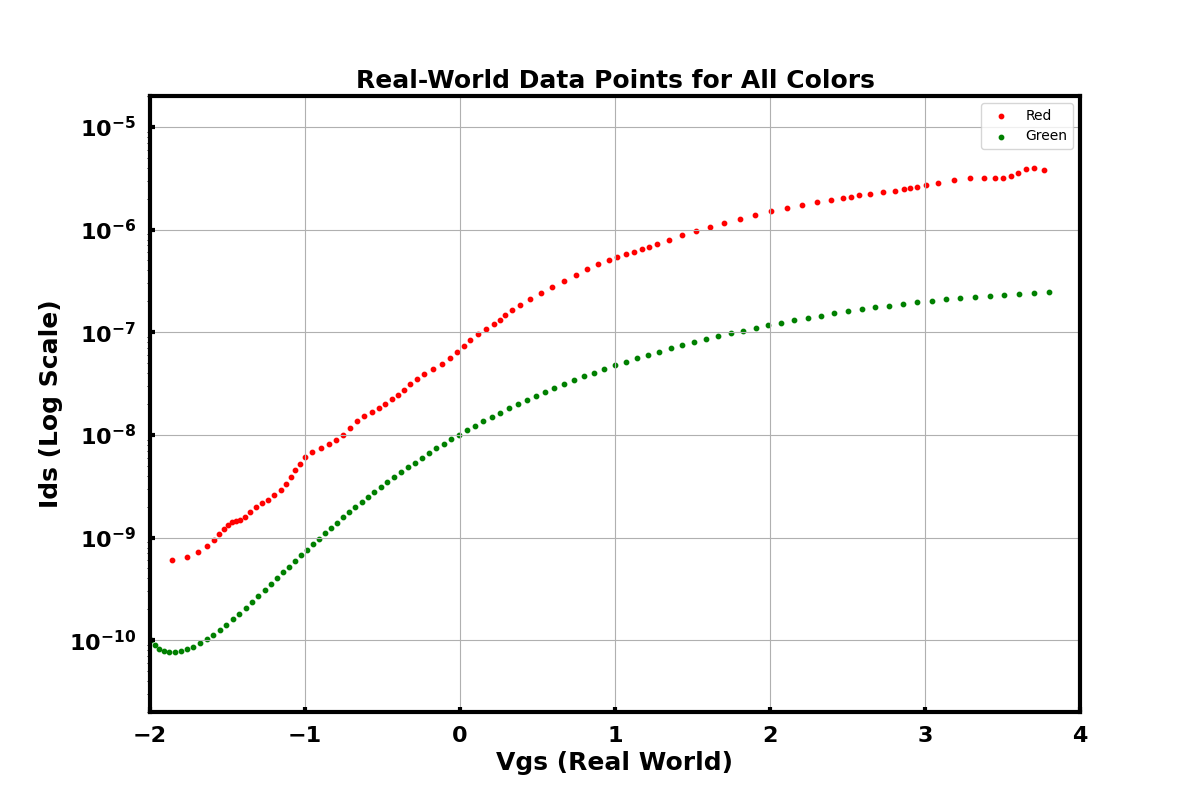 Real-World Data Points for All Colors
Red
Green
10⁻⁵
10⁻⁶
10⁻⁷
10⁻⁸
10⁻⁹
10⁻¹⁰
Ids (Log Scale)
−2 −1 0 1 2 3 4
Vgs (Real World)